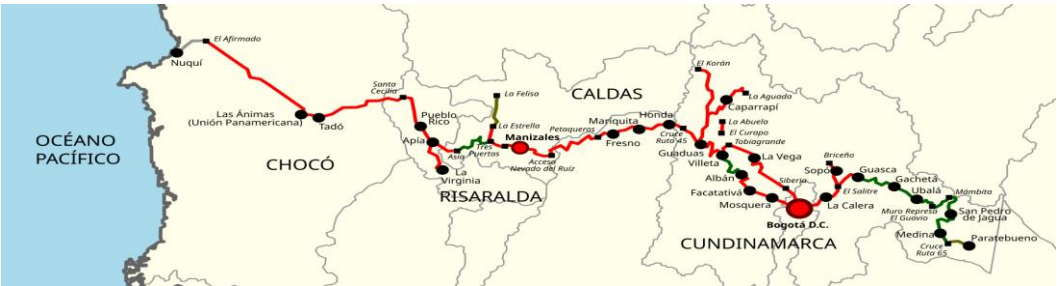 El Afirmado
Nuquí
Las Ánimas
(Unión Panamericana)
Tadó
OCÉANO
PACÍFICO
CHOCÓ
Santa
Cecilia
Pueblo
Rico
Apía
La
Virginia
Asia
Tres
Puertas
La Felisa
La Estrella
Manizales
RISARALDA
CALDAS
Petaqueros
Acceso
Nevado del Ruiz
Mariquita
Fresno
Honda
Cruce
Ruta 45
El Korán
La Aguada
Caparrapí
La Abuela
El Curapo
Tobiagrande
Guaduas
Villeta
La Vega
Albán
Siberia
Facatativá
Mosquera
Bogotá D.C.
CUNDINAMARCA
Briceño
Sopó
El Salitre
La Calera
Guasca
Gachetá
Ubalá
Mámbita
Muro Represa
El Guavio
San Pedro
de Jagua
Medina
Cruce
Ruta 65
Paratebueno